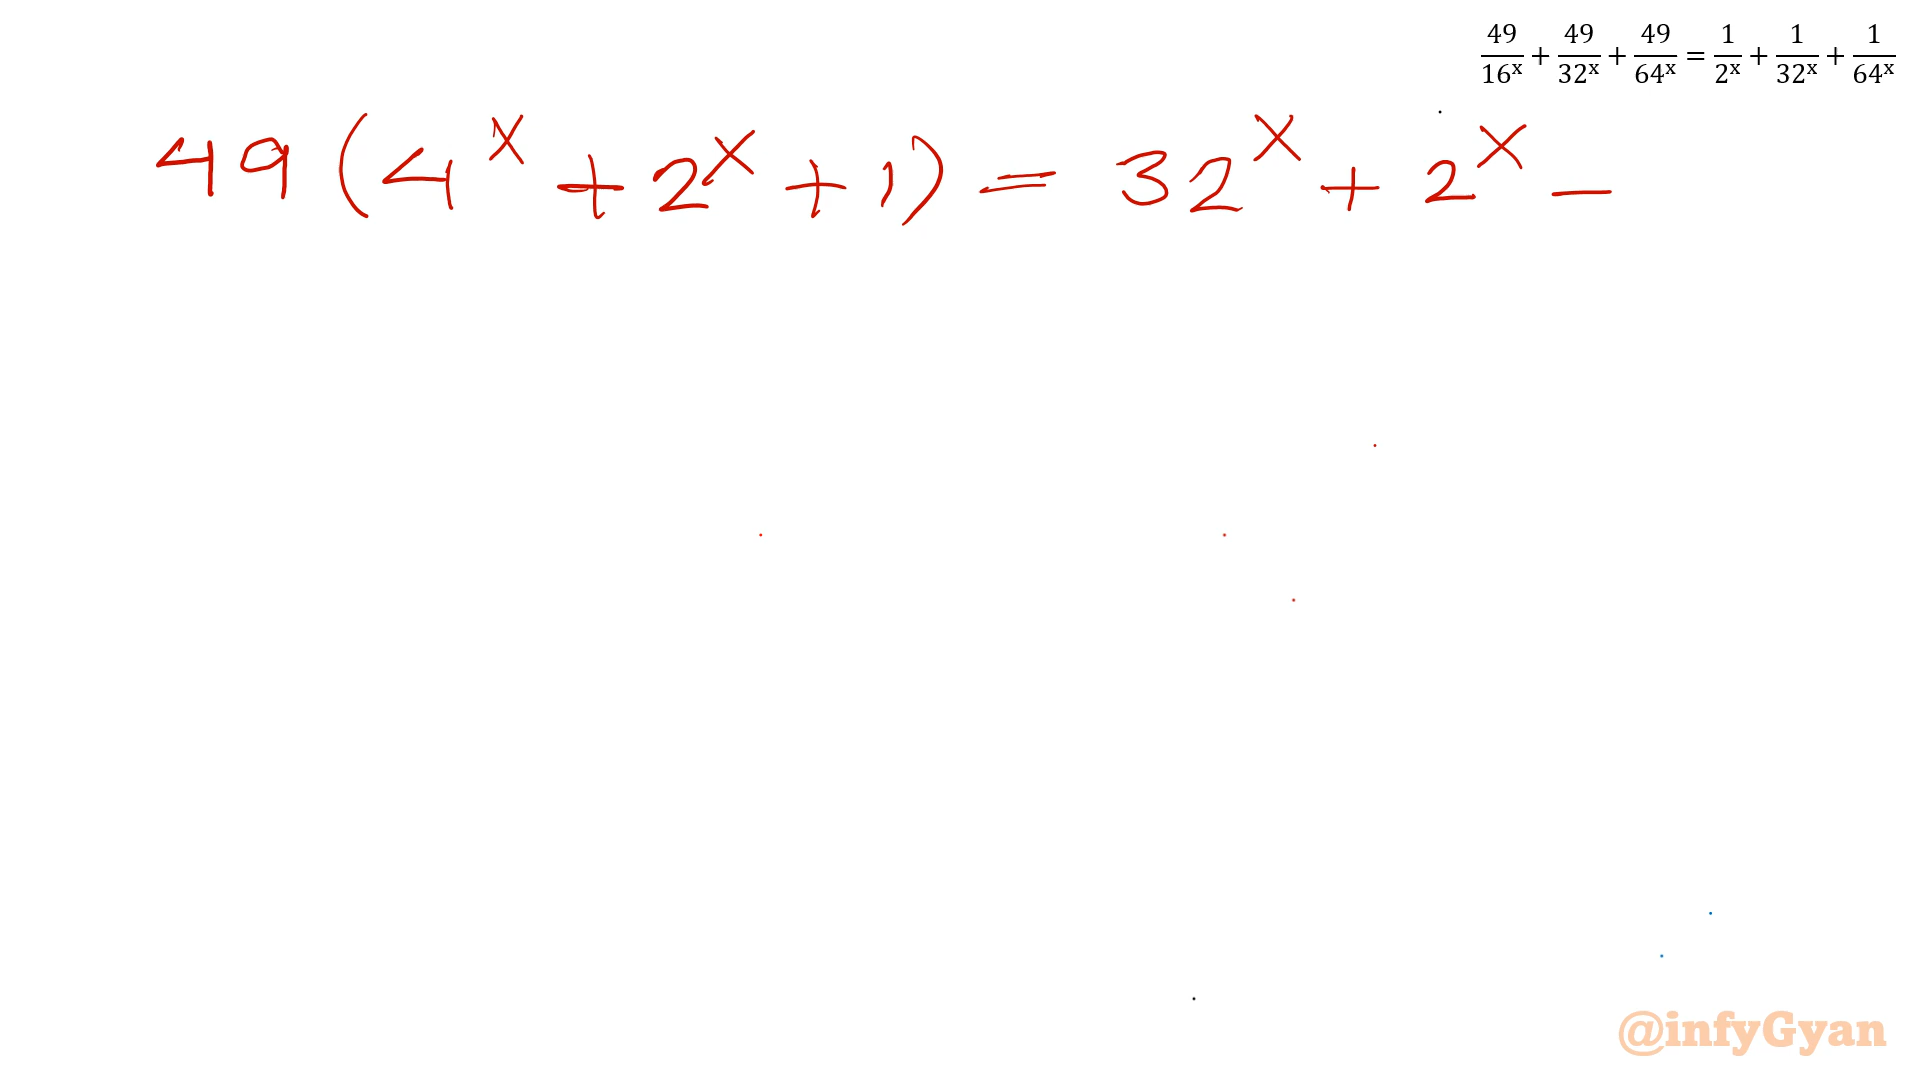 49/16^x + 49/32^x + 49/64^x = 1/2^x + 1/32^x + 1/64^x
49 (4^x + 2^x + 1) = 32^x + 2^x —
@infyGyan